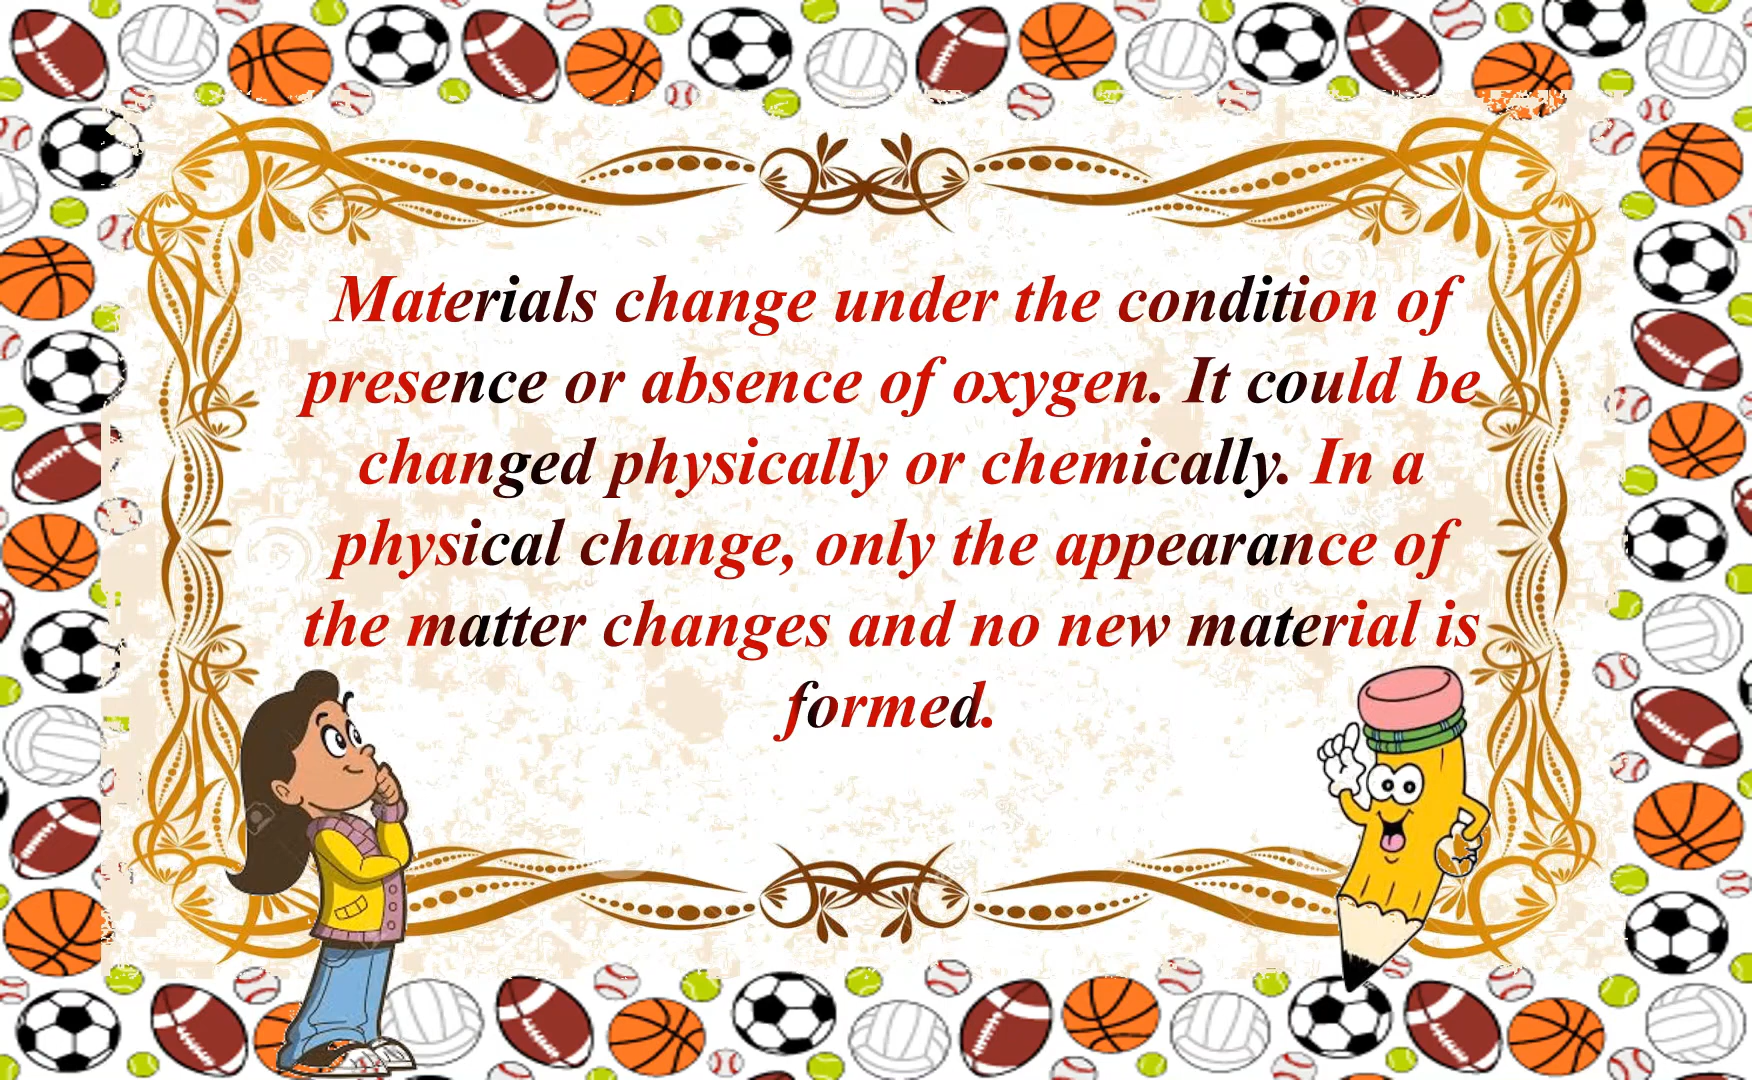 Materials change under the condition of
presence or absence of oxygen. It could be
changed physically or chemically. In a
physical change, only the appearance of
the matter changes and no new material is
formed.